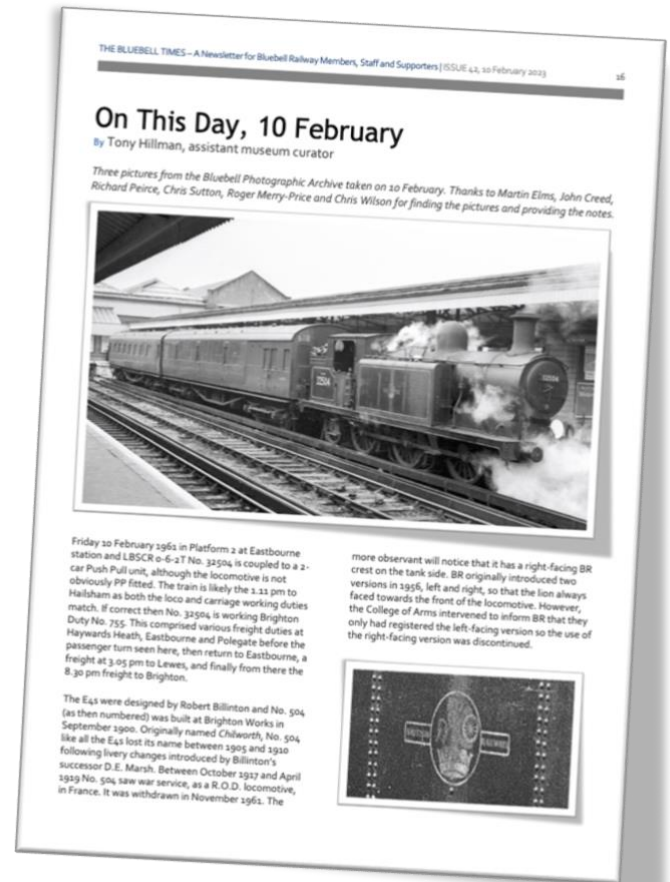 THE BLUEBELL TIMES – A Newsletter for Bluebell Railway Members, Staff and Supporters | ISSUE 42, 10 February 2023
16
On This Day, 10 February
By Tony Hillman, assistant museum curator
Three pictures from the Bluebell Photographic Archive taken on 10 February. Thanks to Martin Elms, John Creed,
Richard Peirce, Chris Sutton, Roger Merry-Price and Chris Wilson for finding the pictures and providing the notes.
32504
Friday 10 February 1961 in Platform 2 at Eastbourne
station and LBSCR 0-6-2T No. 32504 is coupled to a 2-
car Push Pull unit, although the locomotive is not
obviously PP fitted. The train is likely the 1.11 pm to
Hailsham as both the loco and carriage working duties
match. If correct then No. 32504 is working Brighton
Duty No. 755. This comprised various freight duties at
Haywards Heath, Eastbourne and Polegate before the
passenger turn seen here, then return to Eastbourne, a
freight at 3.05 pm to Lewes, and finally from there the
8.30 pm freight to Brighton.
The E4s were designed by Robert Billinton and No. 504
(as then numbered) was built at Brighton Works in
September 1900. Originally named Chilworth, No. 504
like all the E4s lost its name between 1905 and 1910
following livery changes introduced by Billinton's
successor D.E. Marsh. Between October 1917 and April
1919 No. 504 saw war service, as a R.O.D. locomotive,
in France. It was withdrawn in November 1961. The
more observant will notice that it has a right-facing BR
crest on the tank side. BR originally introduced two
versions in 1956, left and right, so that the lion always
faced towards the front of the locomotive. However,
the College of Arms intervened to inform BR that they
only had registered the left-facing version so the use of
the right-facing version was discontinued.